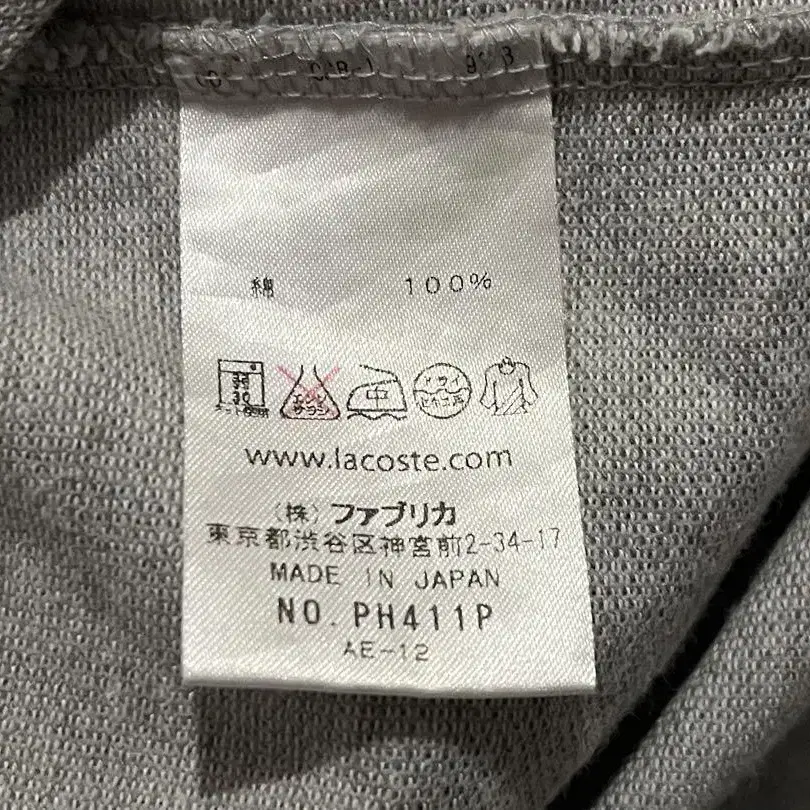 綿 100%
中
www.lacoste.com
(株) ファブリカ
東京都渋谷区神宮前2-34-17
MADE IN JAPAN
NO. PH411P
AE-12